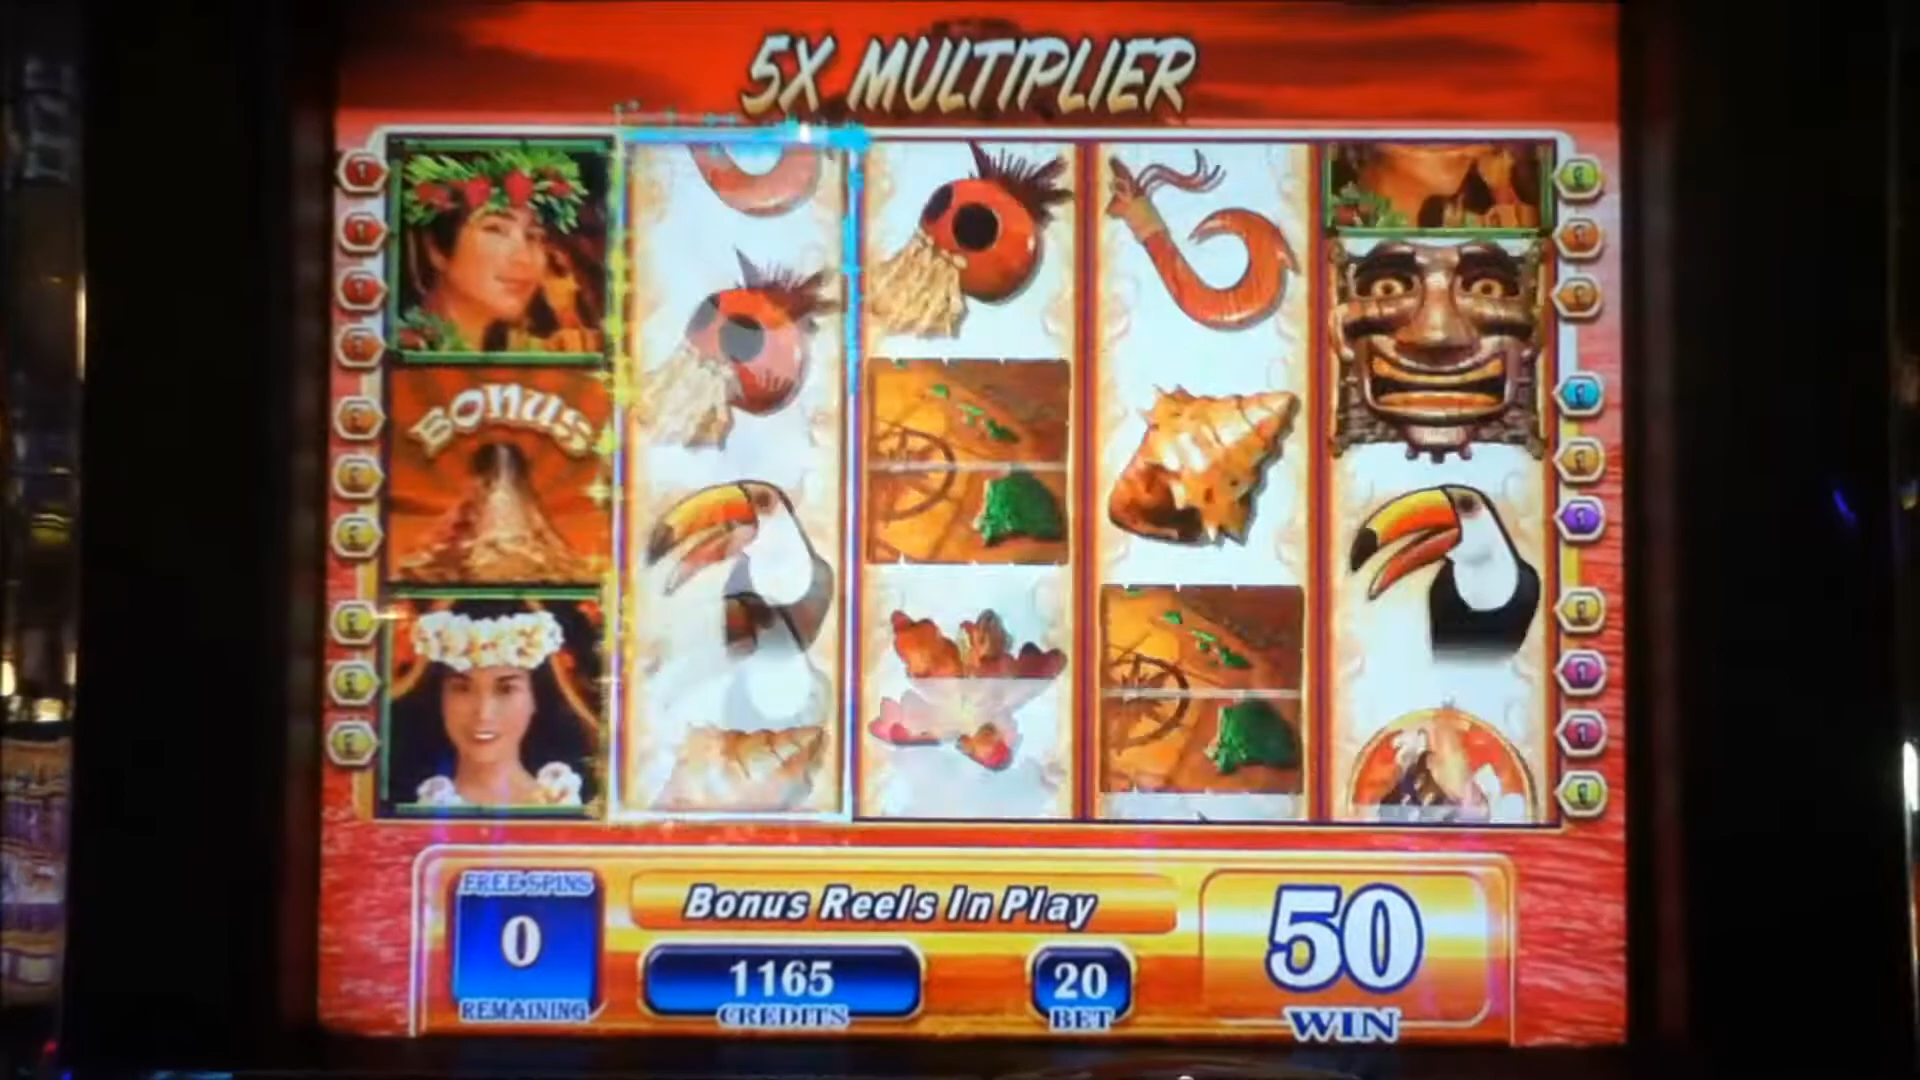 5X MULTIPLIER
BONUS
FREE SPINS
0
REMAINING
Bonus Reels In Play
1165
CREDITS
20
BET
50
WIN